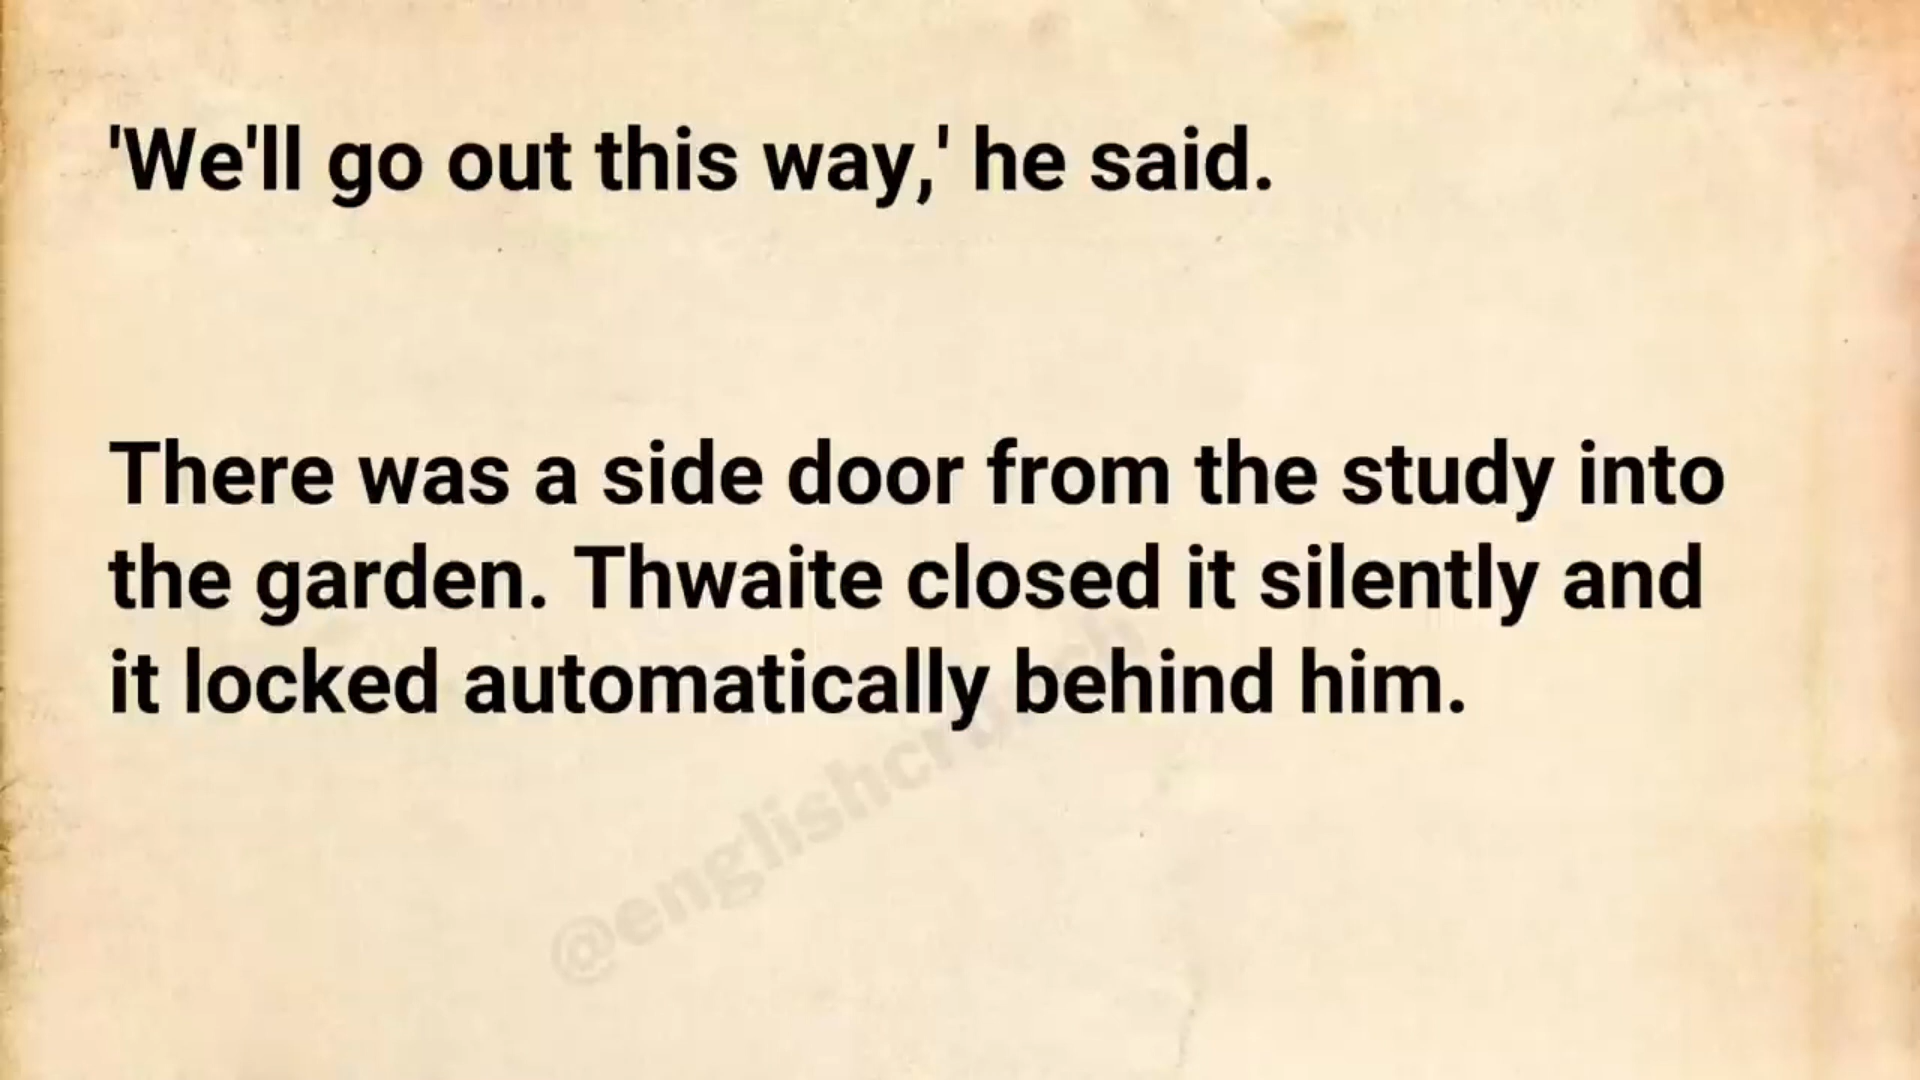 'We'll go out this way,' he said.
There was a side door from the study into
the garden. Thwaite closed it silently and
it locked automatically behind him.